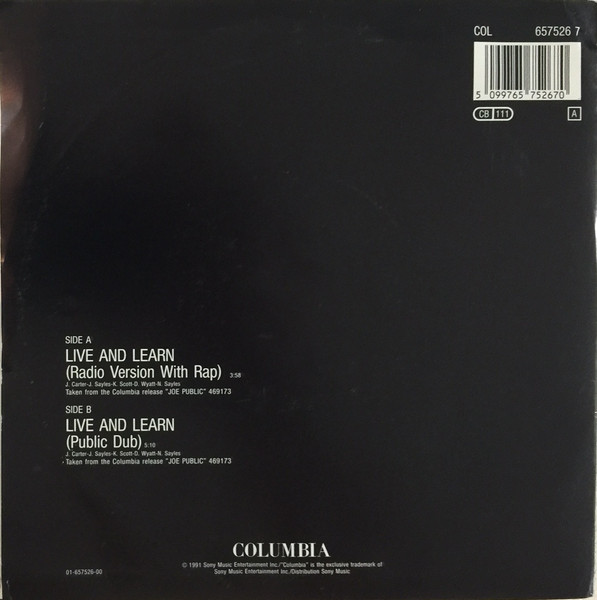 COL 657526 7
5 099765 752670
CB 111
A
SIDE A
LIVE AND LEARN
(Radio Version With Rap) 3:58
J. Carter-J. Sayles-K. Scott-D. Wyatt-N. Sayles
Taken from the Columbia release "JOE PUBLIC" 469173
SIDE B
LIVE AND LEARN
(Public Dub) 5:10
J. Carter-J. Sayles-K. Scott-D. Wyatt-N. Sayles
Taken from the Columbia release "JOE PUBLIC" 469173
COLUMBIA
© 1991 Sony Music Entertainment Inc./"Columbia" is the exclusive trademark of
Sony Music Entertainment Inc./Distribution Sony Music
01-657526-00